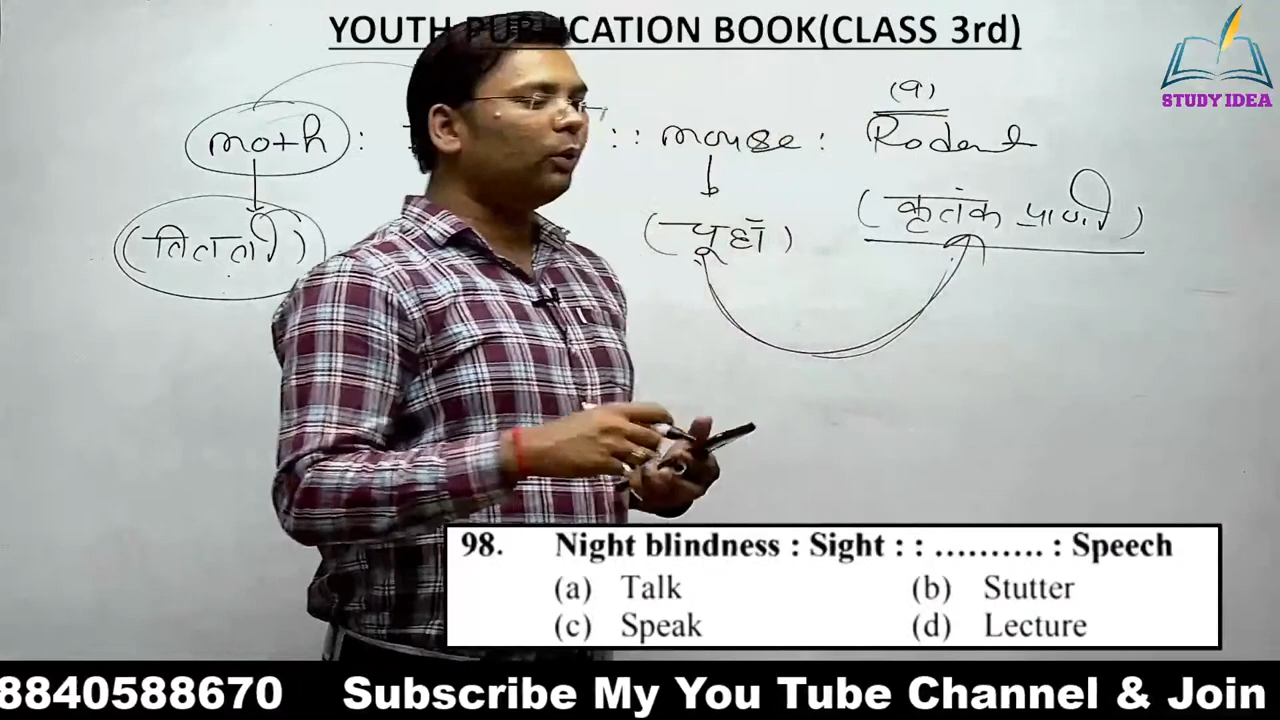 YOUTH PUBLICATION BOOK(CLASS 3rd)
STUDY IDEA
(a)
moth : :: mouse : Rodent
(तितली) (चूहाँ) (कृतंक प्राणी)
98. Night blindness : Sight : : .......... : Speech
(a) Talk (b) Stutter
(c) Speak (d) Lecture
8840588670 Subscribe My You Tube Channel & Join